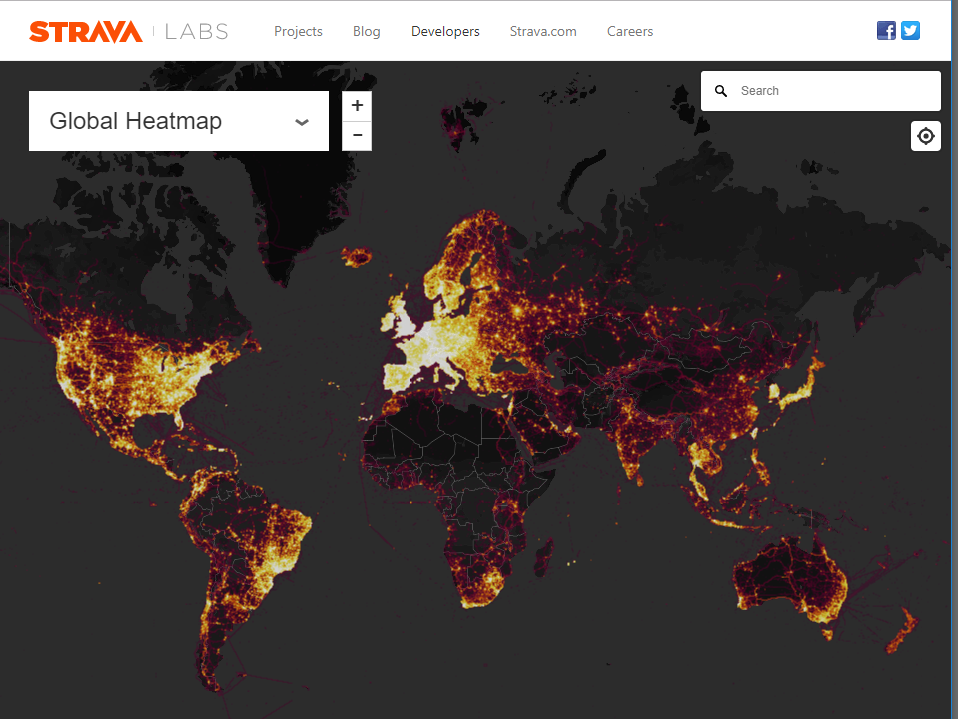 STRAVA LABS Projects Blog Developers Strava.com Careers
Global Heatmap
+
Search
−